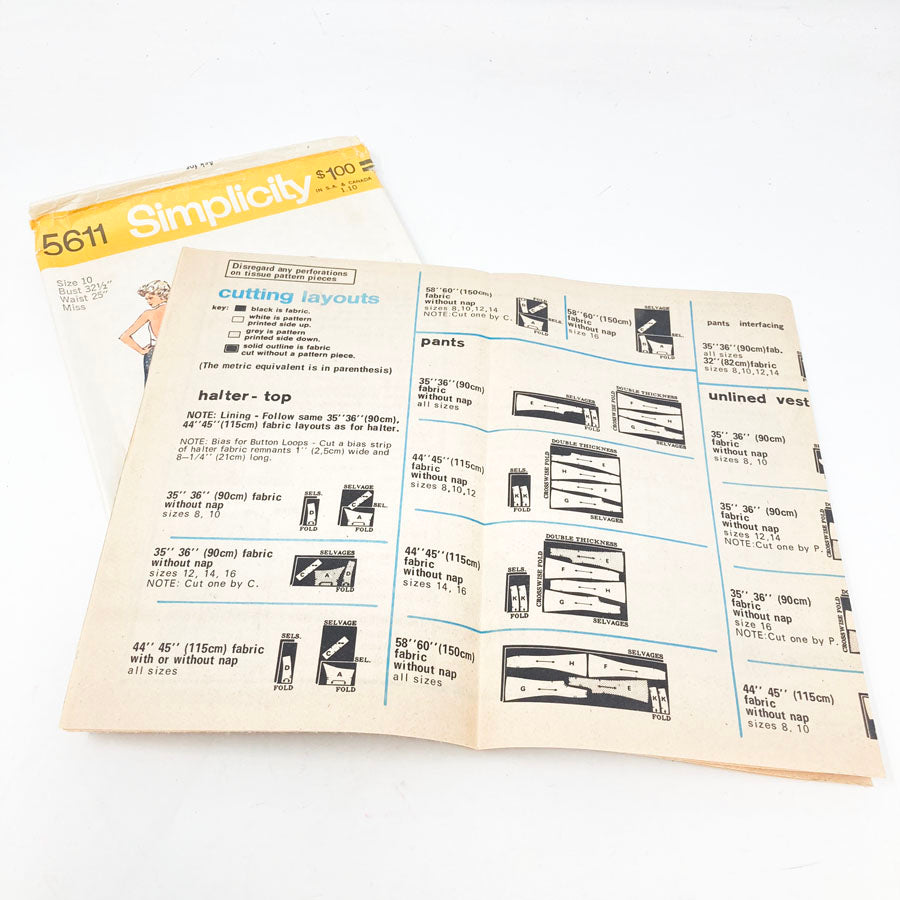 5611 Simplicity $1.00
IN S.A. & CANADA
1.10
Size 10
Bust 32½"
Waist 25"
Miss
Disregard any perforations
on tissue pattern pieces
cutting layouts
key: black is fabric.
white is pattern
printed side up.
grey is pattern
printed side down.
solid outline is fabric
cut without a pattern piece.
(The metric equivalent is in parenthesis)
halter-top
NOTE: Lining - Follow same 35''36''(90cm),
44''45''(115cm) fabric layouts as for halter.
NOTE: Bias for Button Loops - Cut a bias strip
of halter fabric remnants 1'' (2,5cm) wide and
8-1/4'' (21cm) long.
35'' 36'' (90cm) fabric
without nap
sizes 8, 10
SELS.
D
FOLD
SELVAGE
C
SEL.
A
FOLD
35'' 36'' (90cm) fabric
without nap
sizes 12, 14, 16
NOTE: Cut one by C.
SELVAGES
C A D
FOLD
44'' 45'' (115cm) fabric
with or without nap
all sizes
SELS.
D
FOLD
SELVAGE
C
SEL.
A
FOLD
58''60''(150cm)
fabric
without nap
sizes 8,10,12,14
NOTE: Cut one by C.
FOLD
SEL.
FOLD
58''60''(150cm)
fabric
without nap
size 16
SELVAGE
SEL.
A
FOLD
pants
35''36''(90cm)
fabric
without nap
all sizes
SELVAGES
FOLD
DOUBLE THICKNESS
CROSSWISE FOLD
SELVAGES
44''45''(115cm)
fabric
without nap
sizes 8,10,12
SELS.
K K
FOLD
DOUBLE THICKNESS
CROSSWISE FOLD
H E
F
G
SELVAGES
44''45''(115cm)
fabric
without nap
sizes 14, 16
SELS.
K K
FOLD
DOUBLE THICKNESS
CROSSWISE FOLD
E
F
H
G
SELVAGES
58''60''(150cm)
fabric
without nap
all sizes
SELVAGES
H F
G E K K
FOLD
pants interfacing
35''36''(90cm)fab.
all sizes
32''(82cm)fabric
sizes 8,10,12,14
unlined vest
35'' 36'' (90cm)
fabric
without nap
sizes 8, 10
35'' 36'' (90cm)
fabric
without nap
sizes 12,14
NOTE:Cut one by P.
35'' 36'' (90cm)
fabric
without nap
size 16
NOTE:Cut one by P.
CROSSWISE FOLD
44'' 45'' (115cm)
fabric
without nap
sizes 8, 10